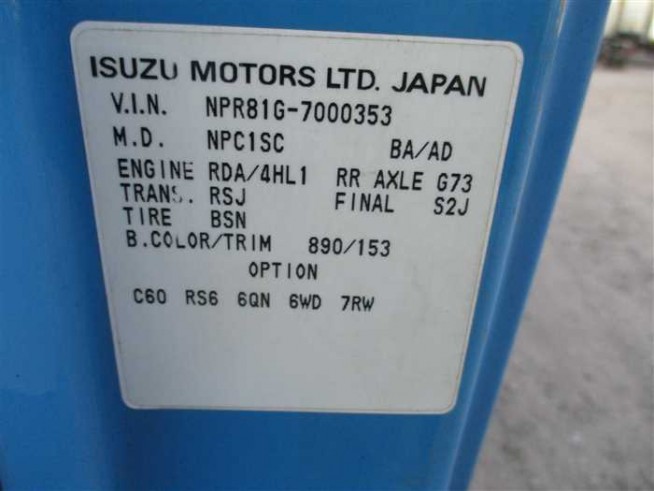 ISUZU MOTORS LTD. JAPAN
V.I.N. NPR81G-7000353
M.D. NPC1SC BA/AD
ENGINE RDA/4HL1 RR AXLE G73
TRANS. RSJ FINAL S2J
TIRE BSN
B.COLOR/TRIM 890/153
OPTION
C60 RS6 6QN 6WD 7RW